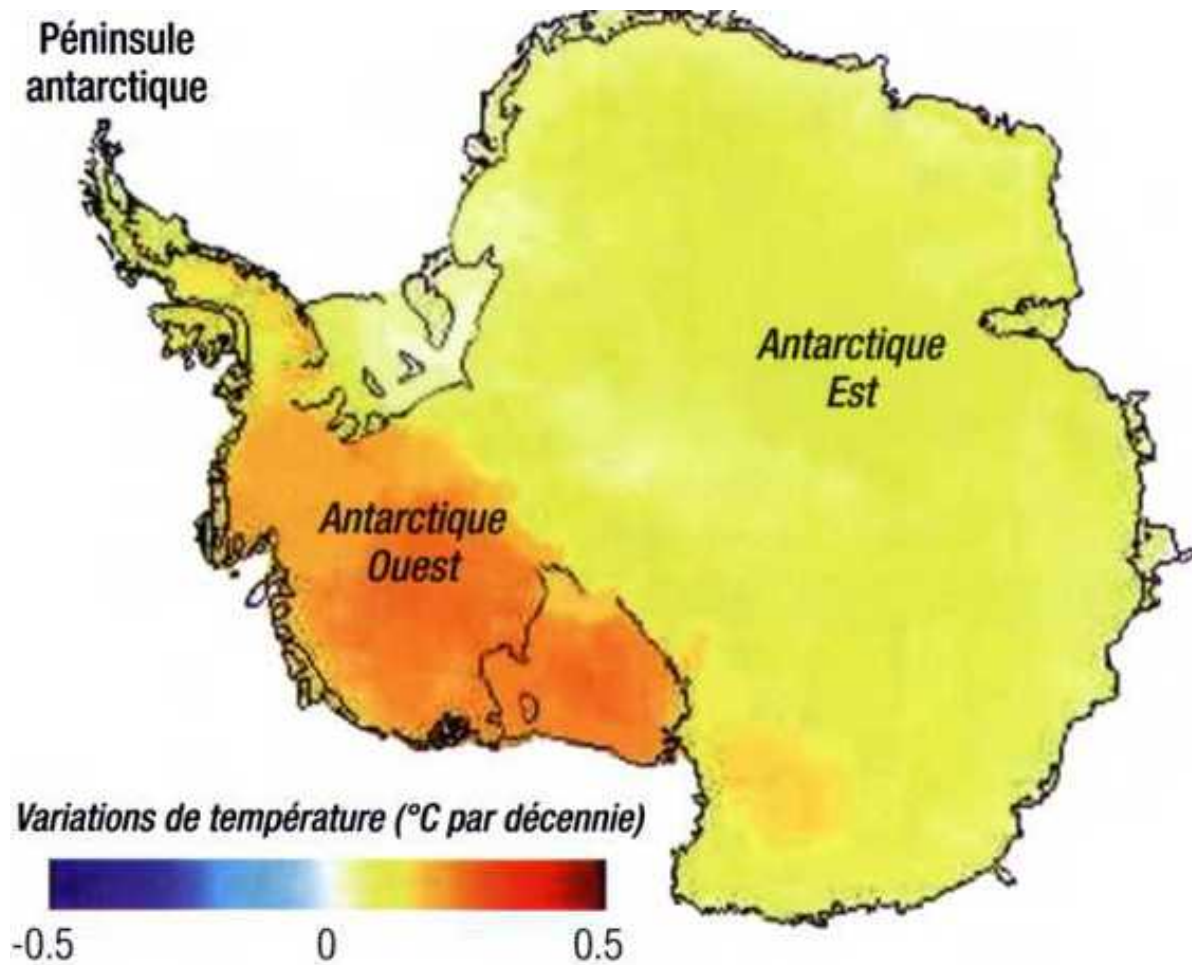 Péninsule
antarctique
Antarctique
Est
Antarctique
Ouest
Variations de température (°C par décennie)
-0.5 0 0.5